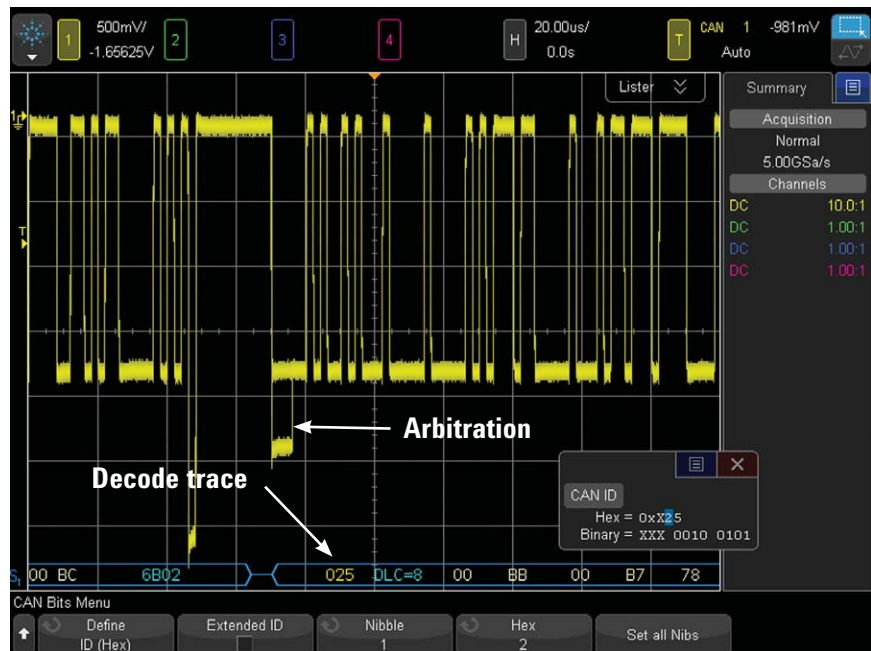 1 500mV/ -1.65625V 2 3 4 H 20.00us/ 0.0s T CAN 1 -981mV Auto
Lister
Summary
Acquisition
Normal
5.00GSa/s
Channels
DC 10.0:1
DC 1.00:1
DC 1.00:1
DC 1.00:1
1
T
Arbitration
Decode trace
CAN ID
Hex = 0xX25
Binary = XXX 0010 0101
S1 00 BC 6B02 025 DLC=8 00 BB 00 B7 78
CAN Bits Menu
Define Extended ID Nibble Hex Set all Nibs
ID (Hex) 1 2